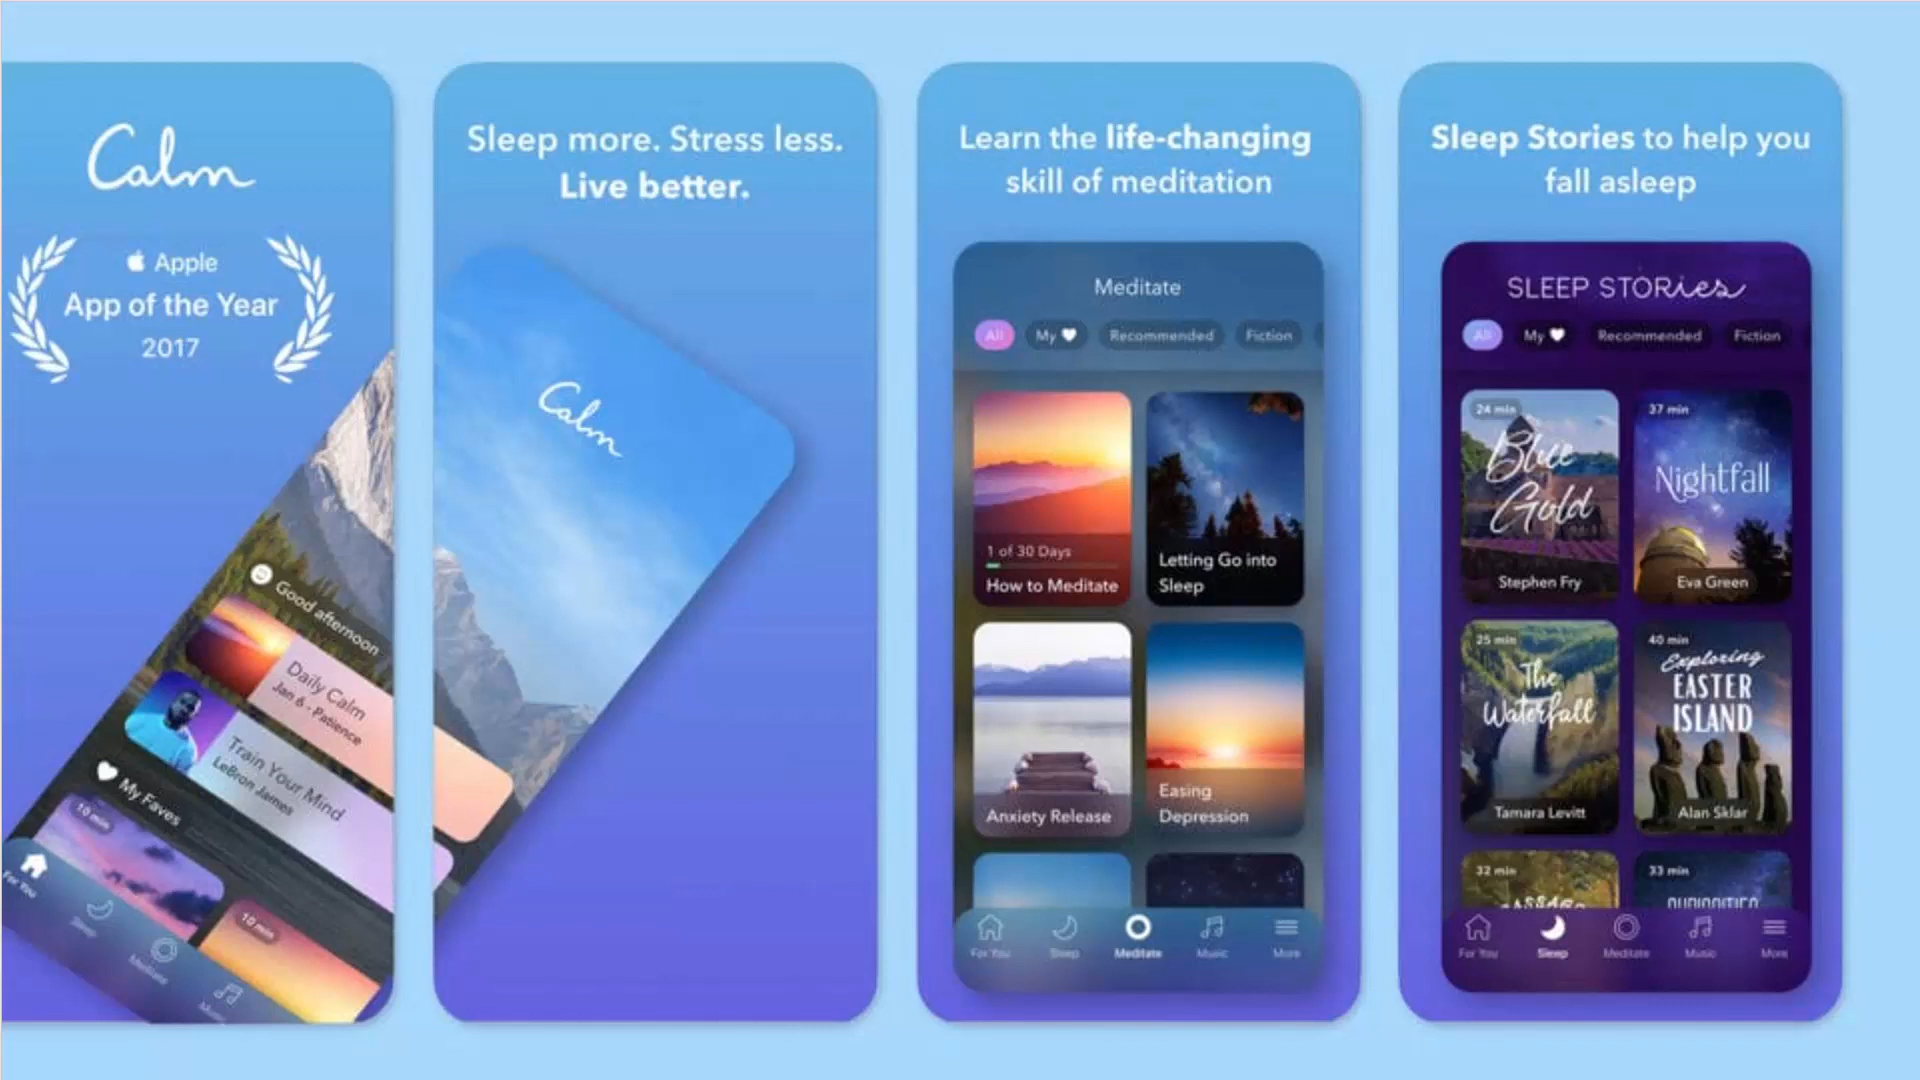 Calm
Apple
App of the Year
2017
Good afternoon
Daily Calm
Jan 6 - Patience
Train Your Mind
LeBron James
My Faves
10 min
10 min
For You
Sleep
Meditate
Music
Sleep more. Stress less.
Live better.
Calm
Learn the life-changing
skill of meditation
Meditate
All
My
Recommended
Fiction
1 of 30 Days
How to Meditate
Letting Go into
Sleep
Anxiety Release
Easing
Depression
For You
Sleep
Meditate
Music
More
Sleep Stories to help you
fall asleep
SLEEP STORies
All
My
Recommended
Fiction
24 min
Blue
Gold
Stephen Fry
37 min
Nightfall
Eva Green
25 min
The
Waterfall
Tamara Levitt
40 min
Exploring
EASTER
ISLAND
Alan Sklar
32 min
33 min
For You
Sleep
Meditate
Music
More